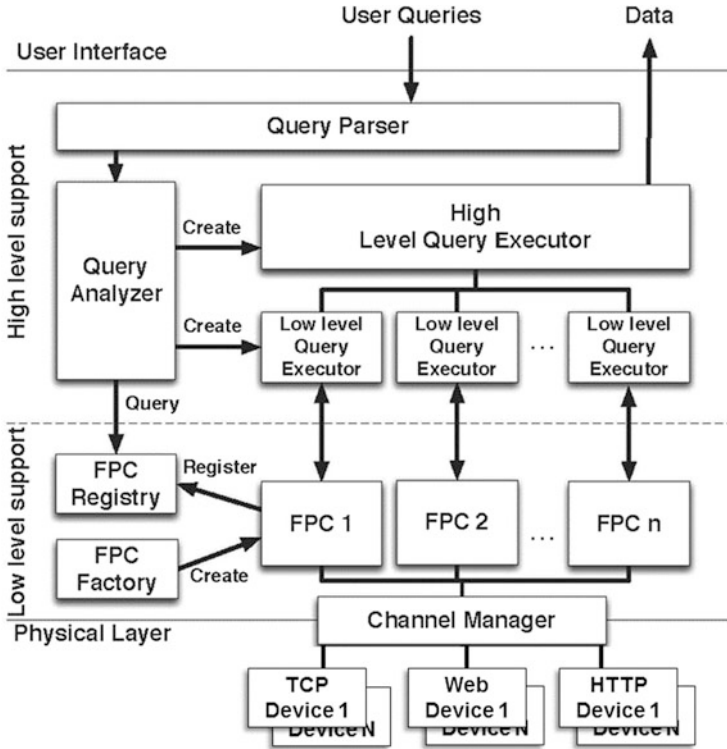 User Queries
Data
User Interface
Query Parser
High level support
Query
Analyzer
Create
High
Level Query Executor
Create
Low level
Query
Executor
Low level
Query
Executor
...
Low level
Query
Executor
Query
Low level support
FPC
Registry
Register
FPC 1
FPC 2
...
FPC n
FPC
Factory
Create
Physical Layer
Channel Manager
TCP
Device 1
Device N
Web
Device 1
Device N
HTTP
Device 1
Device N